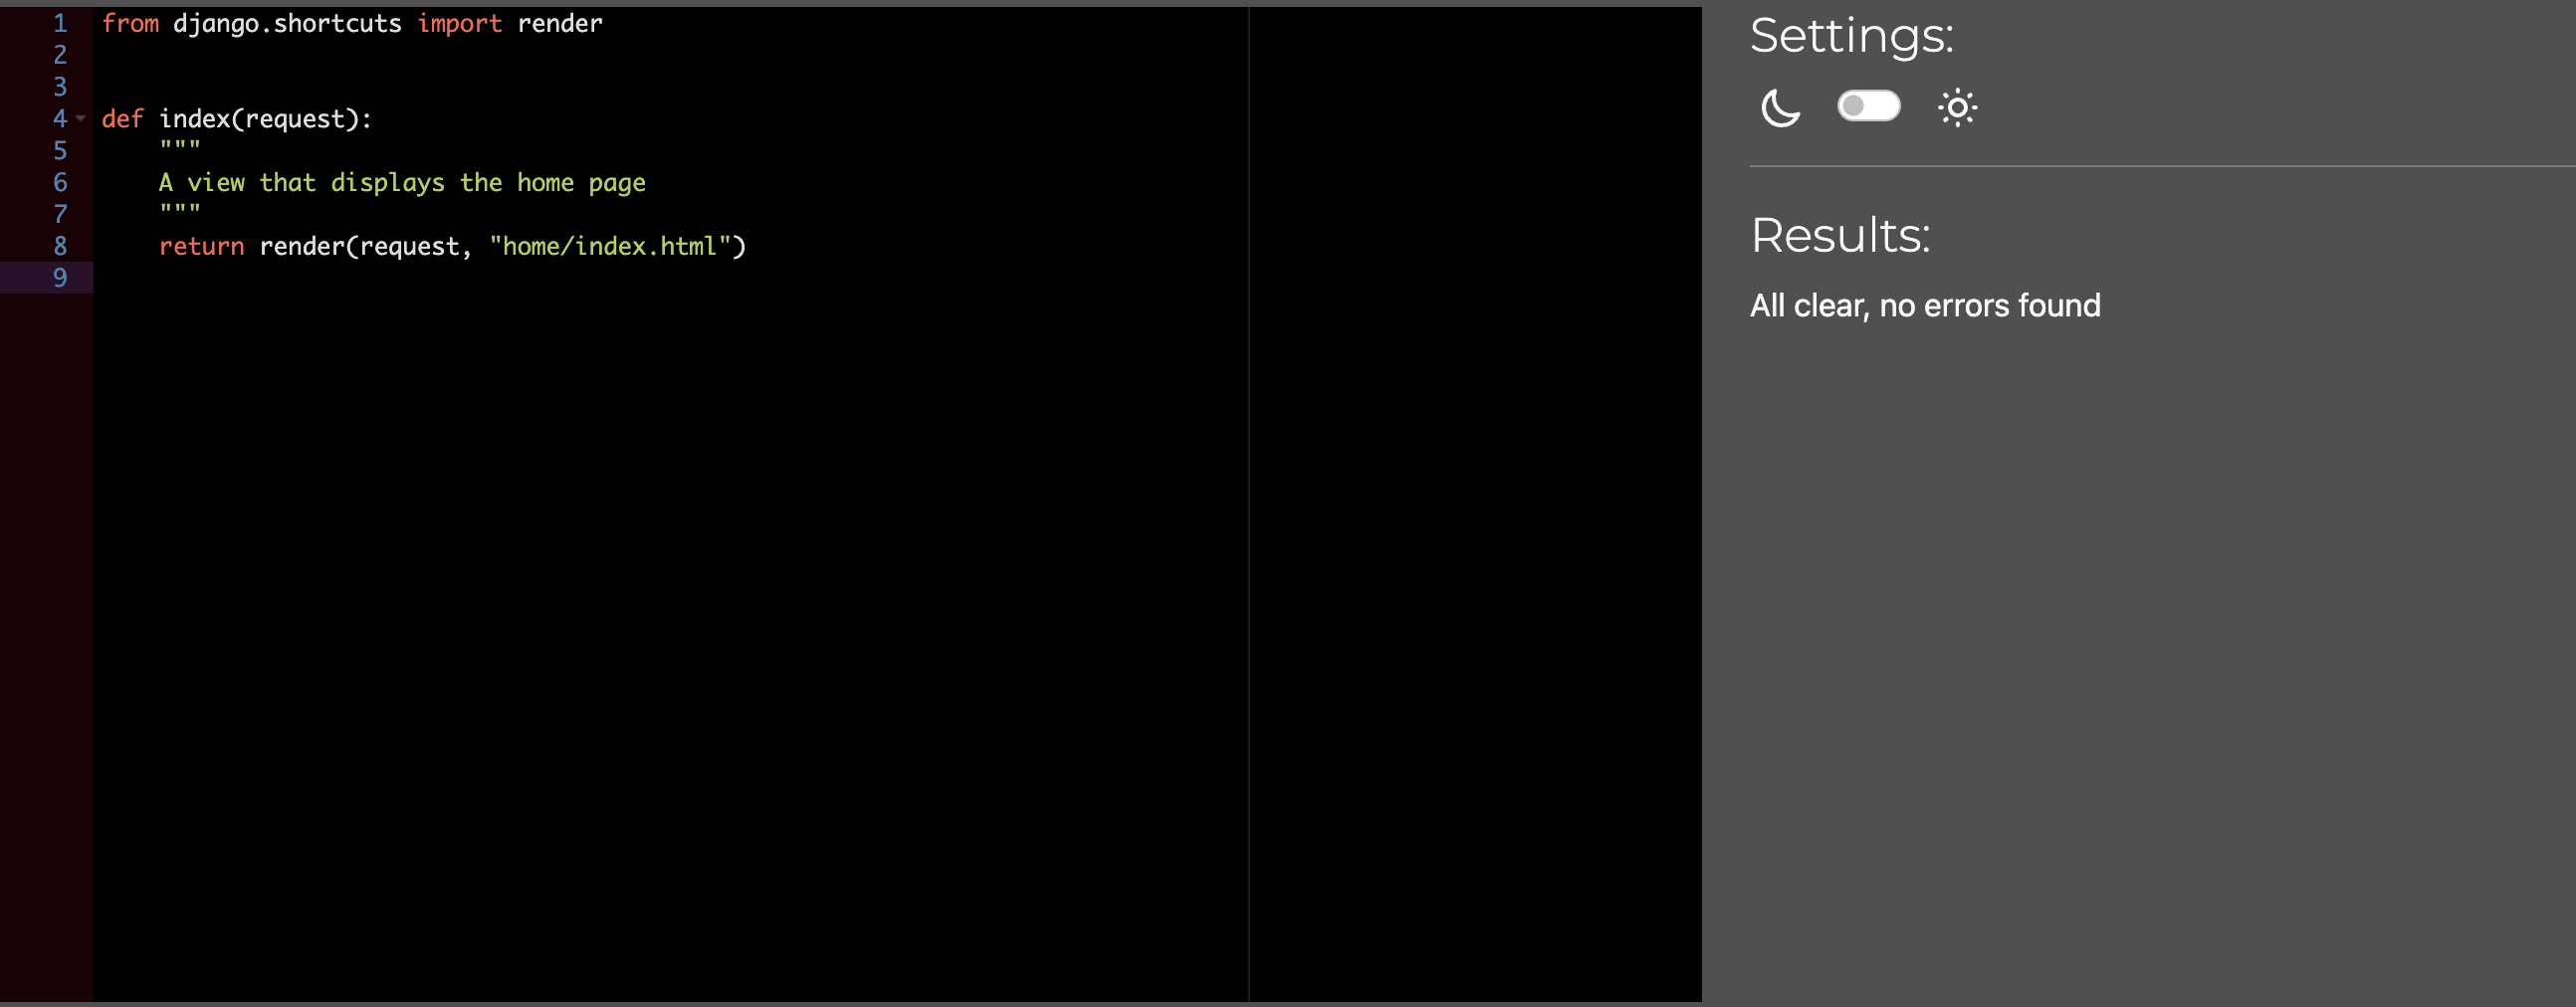 1 from django.shortcuts import render
2
3
4 def index(request):
5     """
6     A view that displays the home page
7     """
8     return render(request, "home/index.html")
9
Settings:
Results:
All clear, no errors found